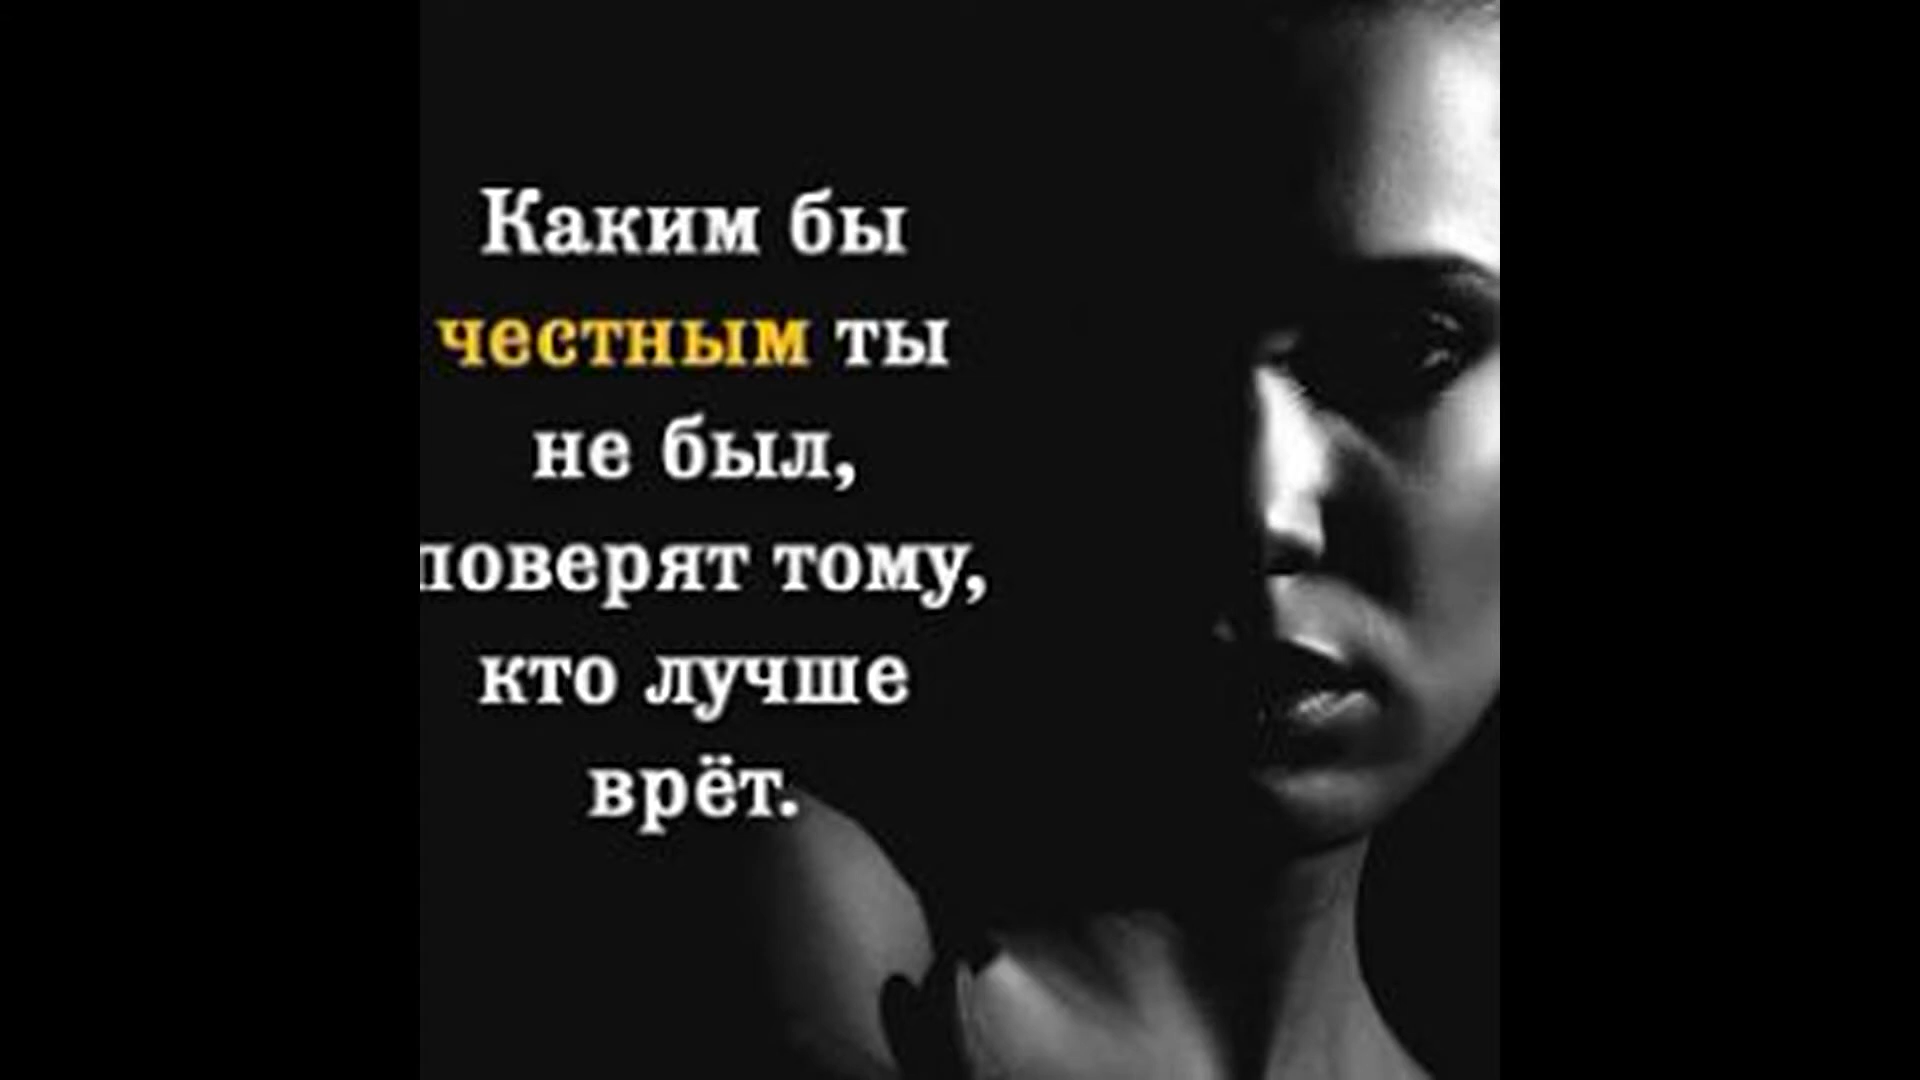 Каким бы
честным ты
не был,
поверят тому,
кто лучше
врёт.